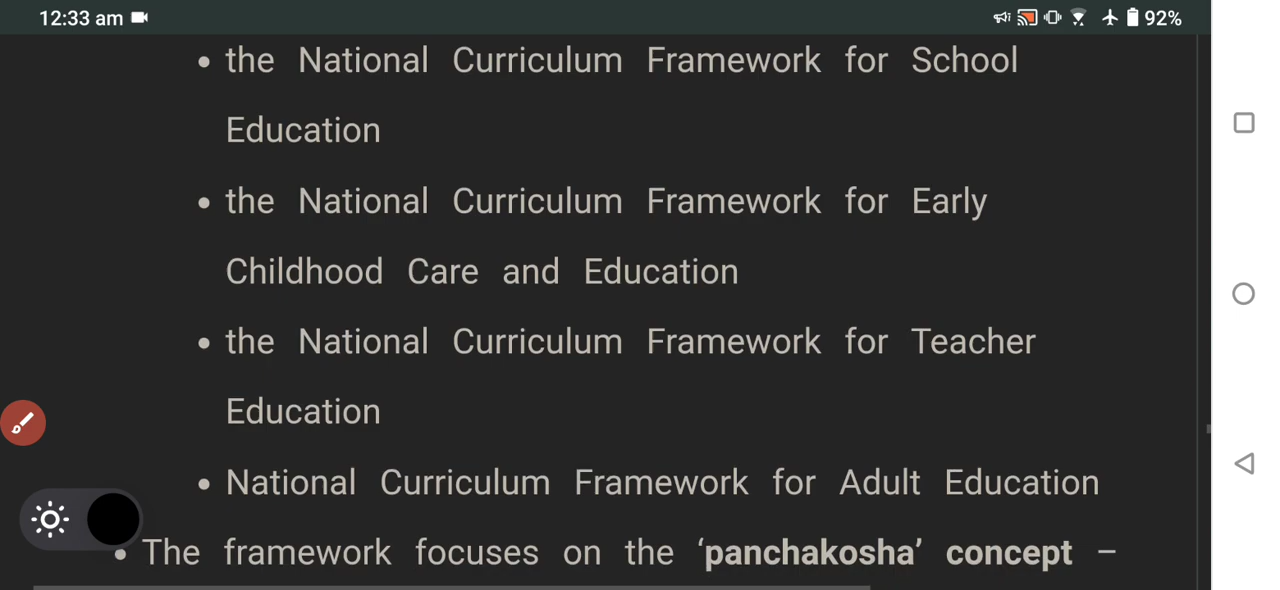 12:33 am
92%
• the National Curriculum Framework for School
Education
• the National Curriculum Framework for Early
Childhood Care and Education
• the National Curriculum Framework for Teacher
Education
• National Curriculum Framework for Adult Education
• The framework focuses on the ‘panchakosha’ concept –